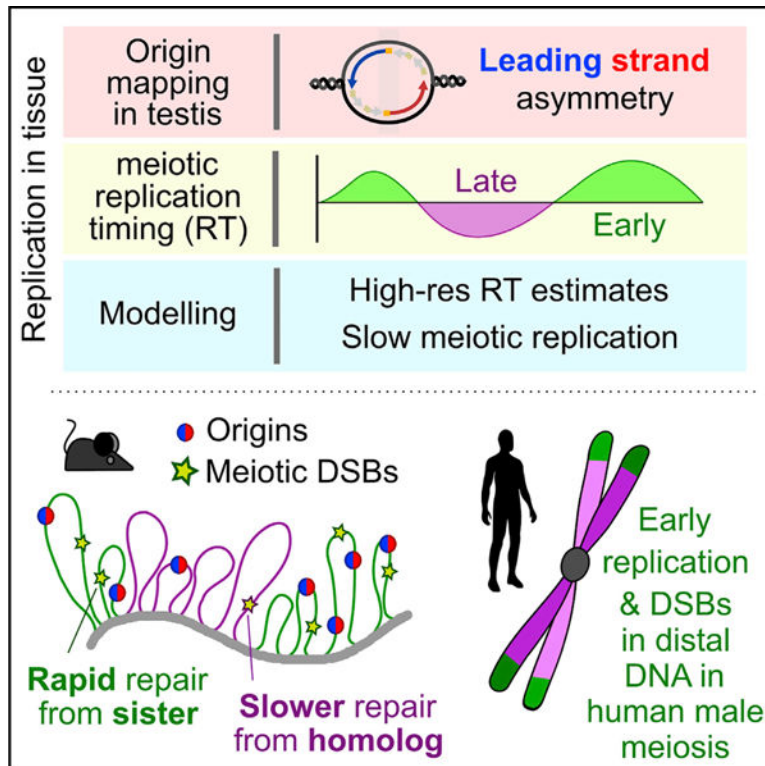 Replication in tissue
Origin
mapping
in testis
Leading strand
asymmetry
meiotic
replication
timing (RT)
Late
Early
Modelling
High-res RT estimates
Slow meiotic replication
Origins
Meiotic DSBs
Rapid repair
from sister
Slower repair
from homolog
Early
replication
& DSBs
in distal
DNA in
human male
meiosis